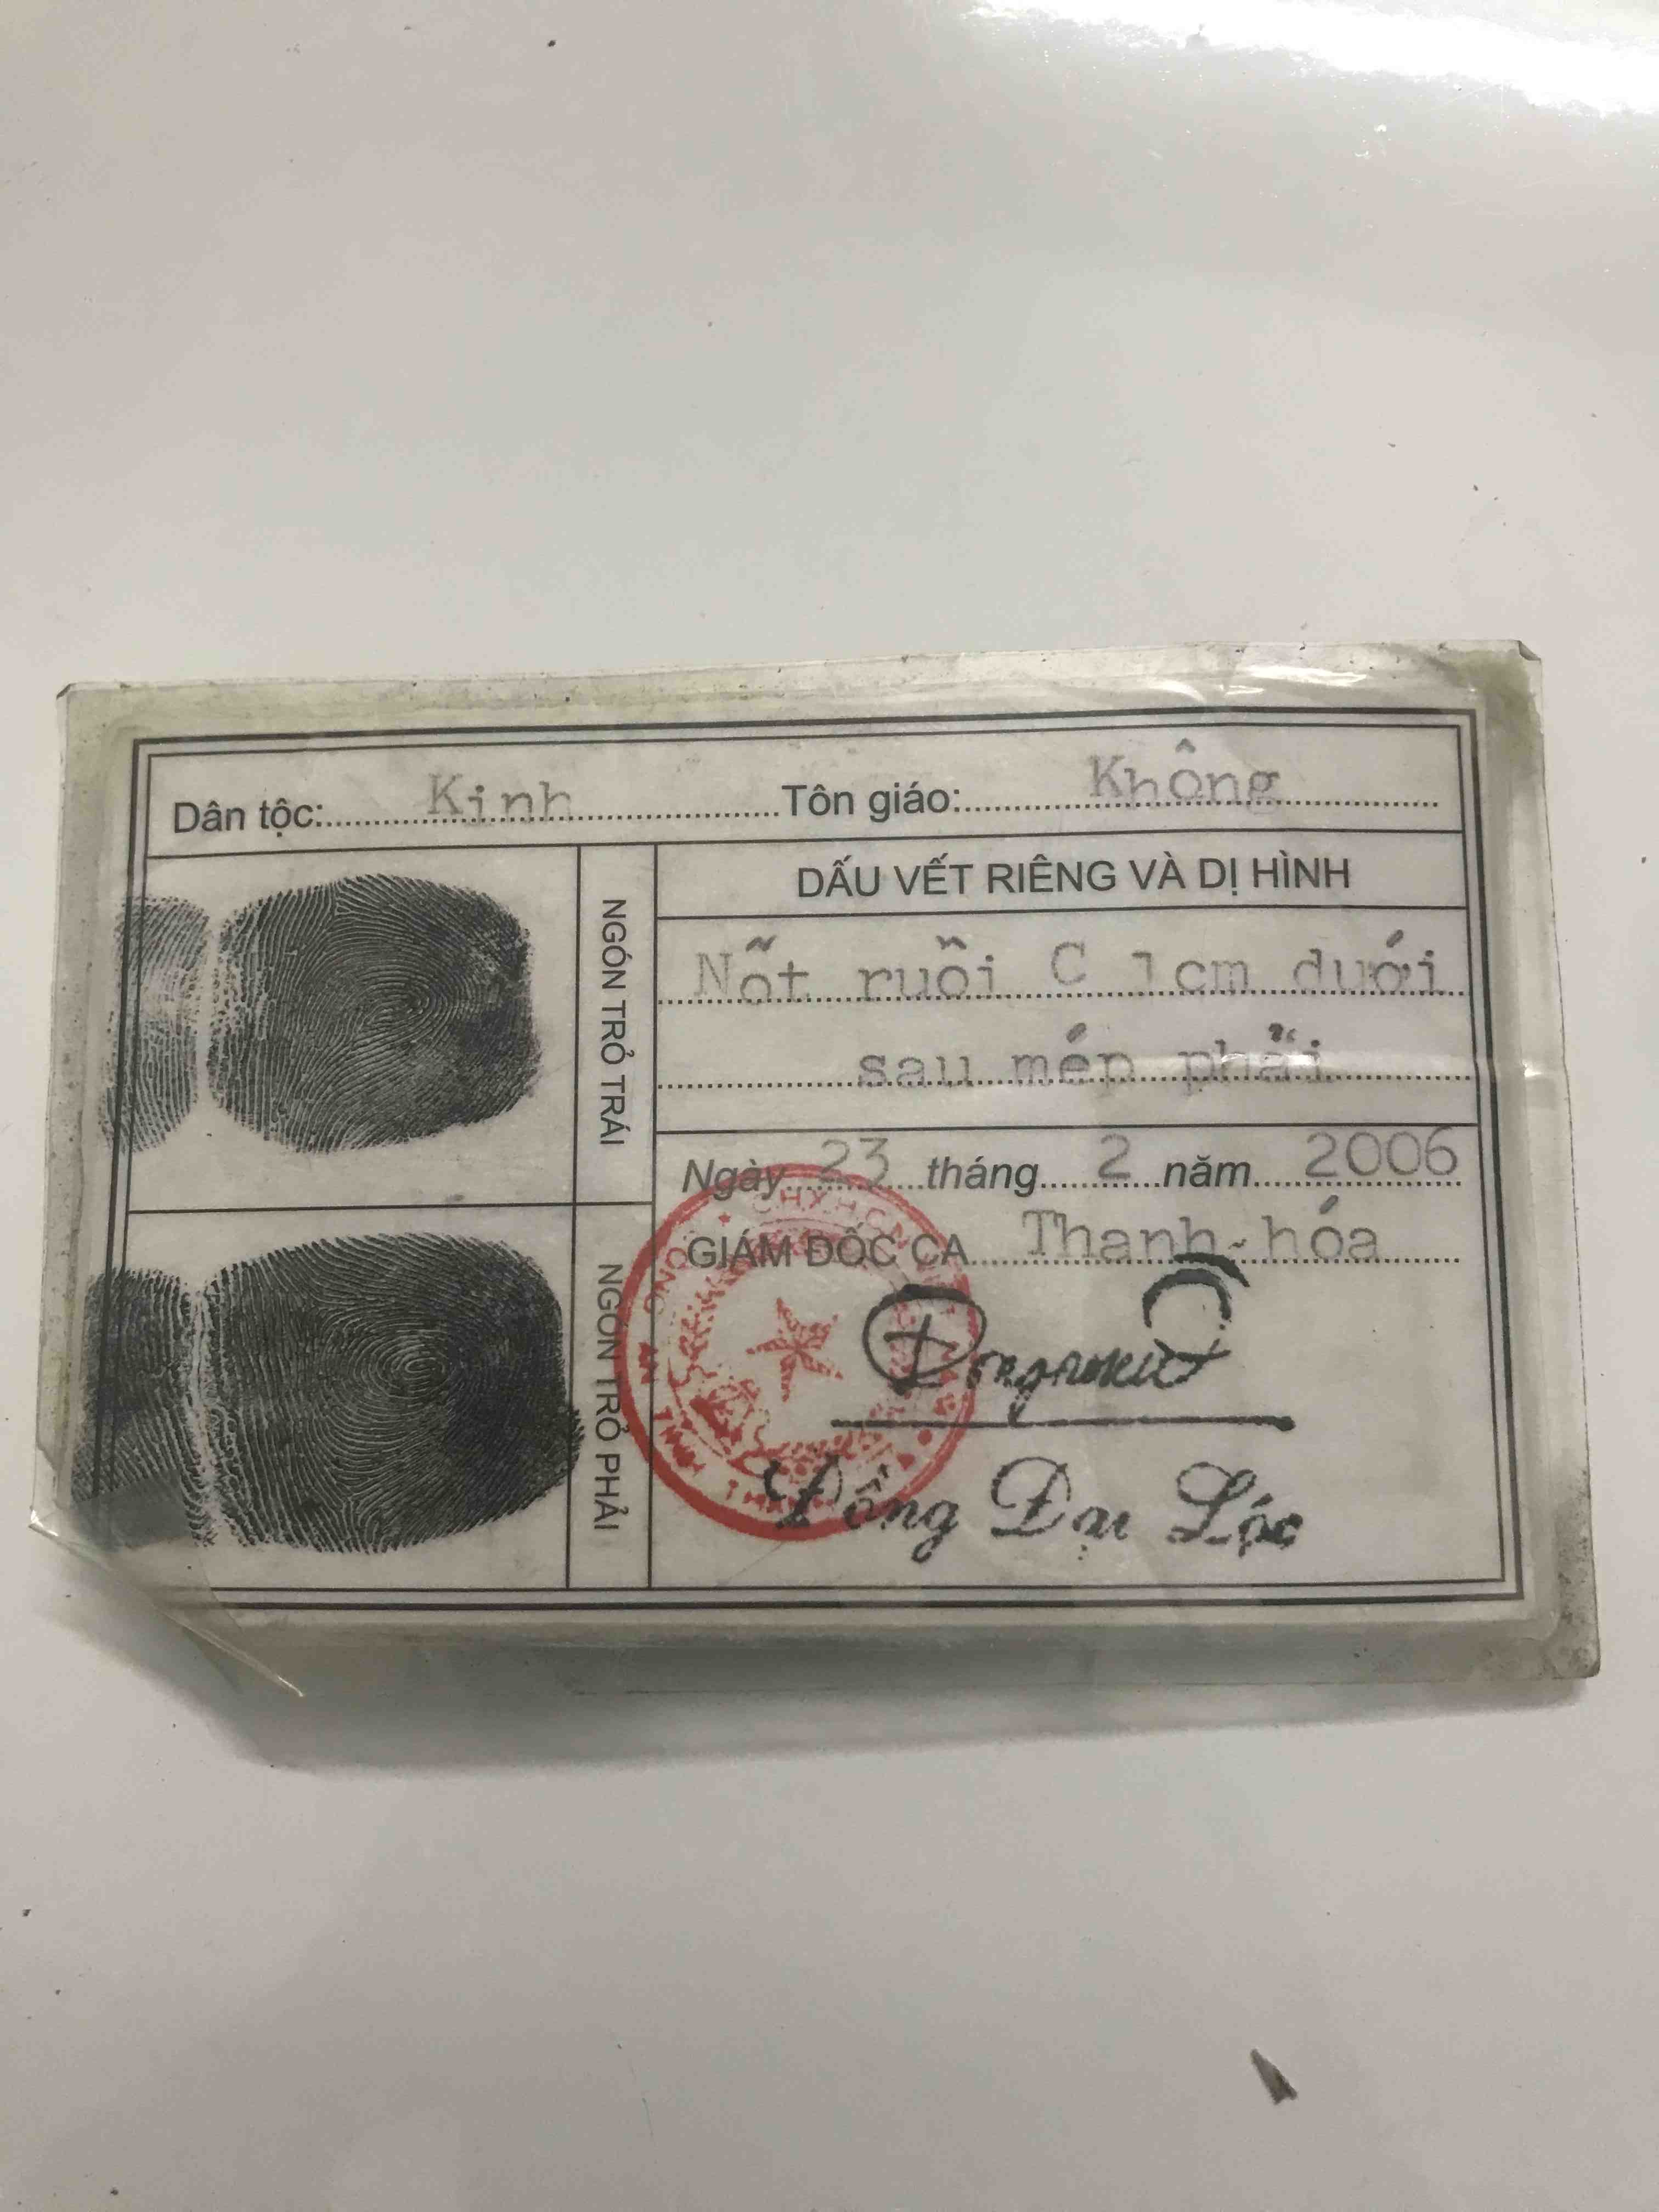 Dân tộc: Kinh Tôn giáo: Không
NGÓN TRỎ TRÁI
NGÓN TRỎ PHẢI
DẤU VẾT RIÊNG VÀ DỊ HÌNH
Nốt ruồi C 1cm dưới
sau mép phải
Ngày 23 tháng 2 năm 2006
GIÁM ĐỐC CA Thanh hóa
Đồng Đại Lộc